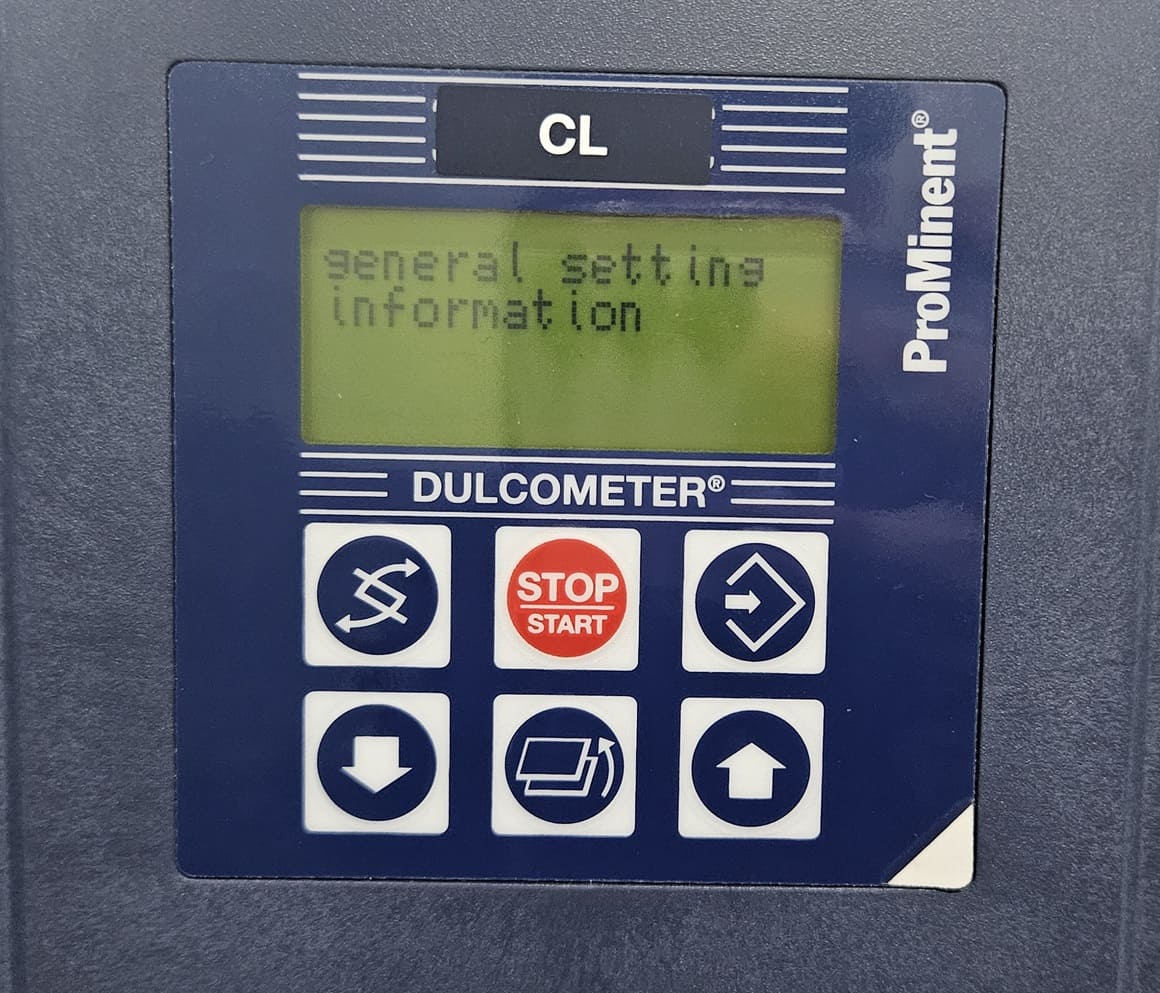 CL
ProMinent®
general setting
information
DULCOMETER®
STOP
START